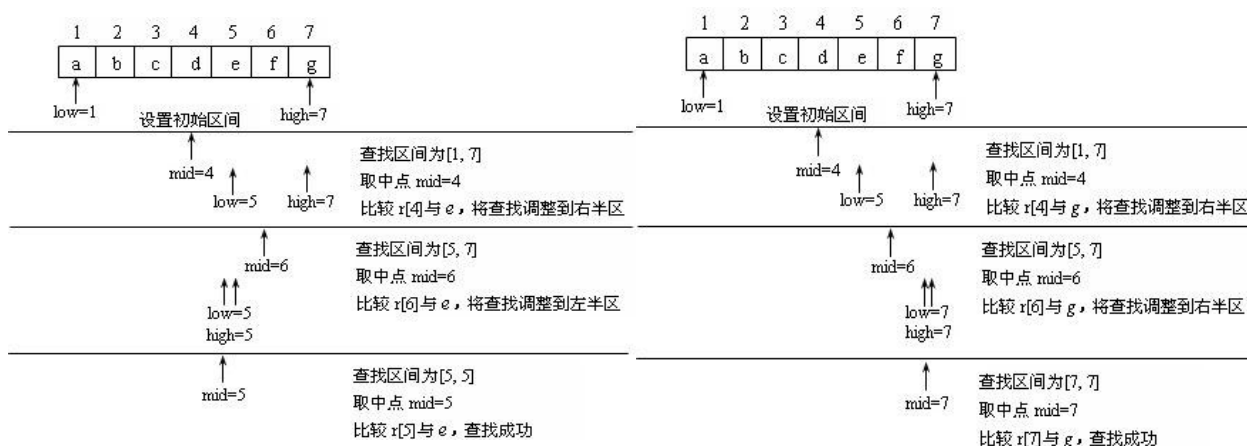 1 2 3 4 5 6 7
a b c d e f g
low=1
high=7
设置初始区间
mid=4
low=5
high=7
查找区间为[1, 7]
取中点 mid=4
比较 r[4]与 e，将查找调整到右半区
mid=6
low=5
high=5
查找区间为[5, 7]
取中点 mid=6
比较 r[6]与 e，将查找调整到左半区
mid=5
查找区间为[5, 5]
取中点 mid=5
比较 r[5]与 e, 查找成功
1 2 3 4 5 6 7
a b c d e f g
low=1
high=7
设置初始区间
mid=4
low=5
high=7
查找区间为[1, 7]
取中点 mid=4
比较 r[4]与 g，将查找调整到右半区
mid=6
low=7
high=7
查找区间为[5, 7]
取中点 mid=6
比较 r[6]与 g，将查找调整到右半区
mid=7
查找区间为[7, 7]
取中点 mid=7
比较 r[7]与 g, 查找成功